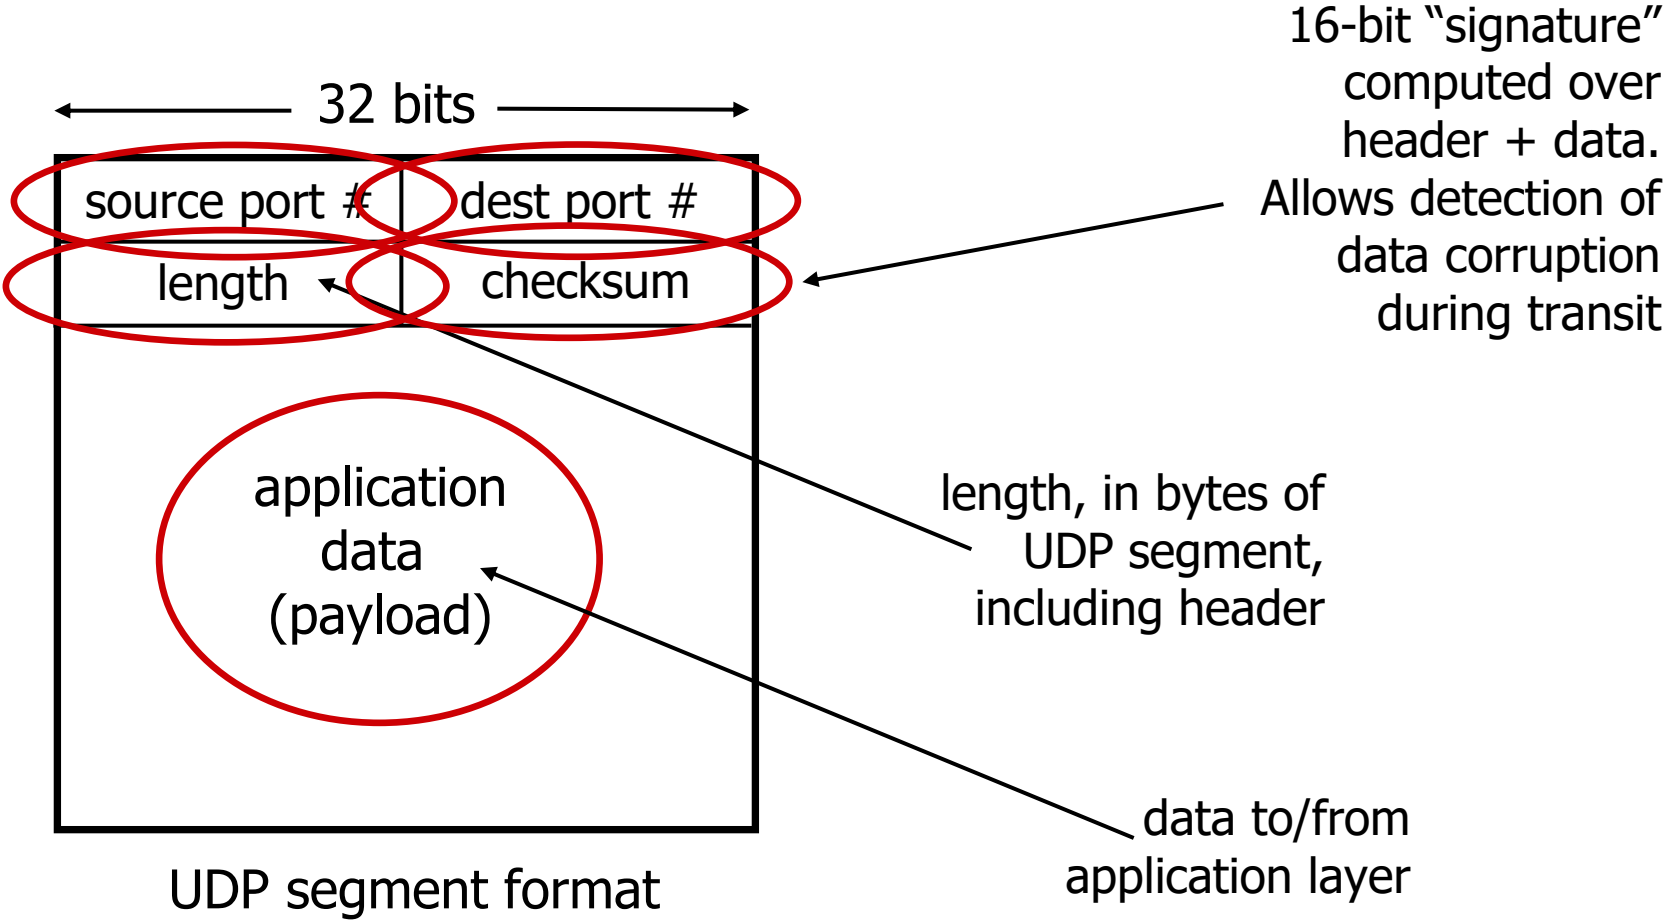 32 bits
source port #
dest port #
length
checksum
application
data
(payload)
UDP segment format
16-bit “signature”
computed over
header + data.
Allows detection of
data corruption
during transit
length, in bytes of
UDP segment,
including header
data to/from
application layer